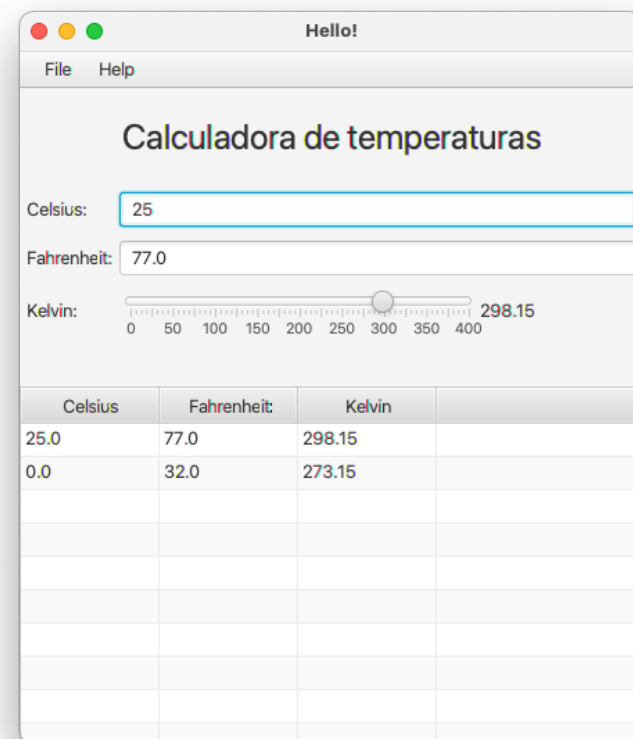 Hello!
File Help
Calculadora de temperaturas
Celsius: 25
Fahrenheit: 77.0
Kelvin: 298.15
0 50 100 150 200 250 300 350 400
Celsius Fahrenheit: Kelvin
25.0 77.0 298.15
0.0 32.0 273.15